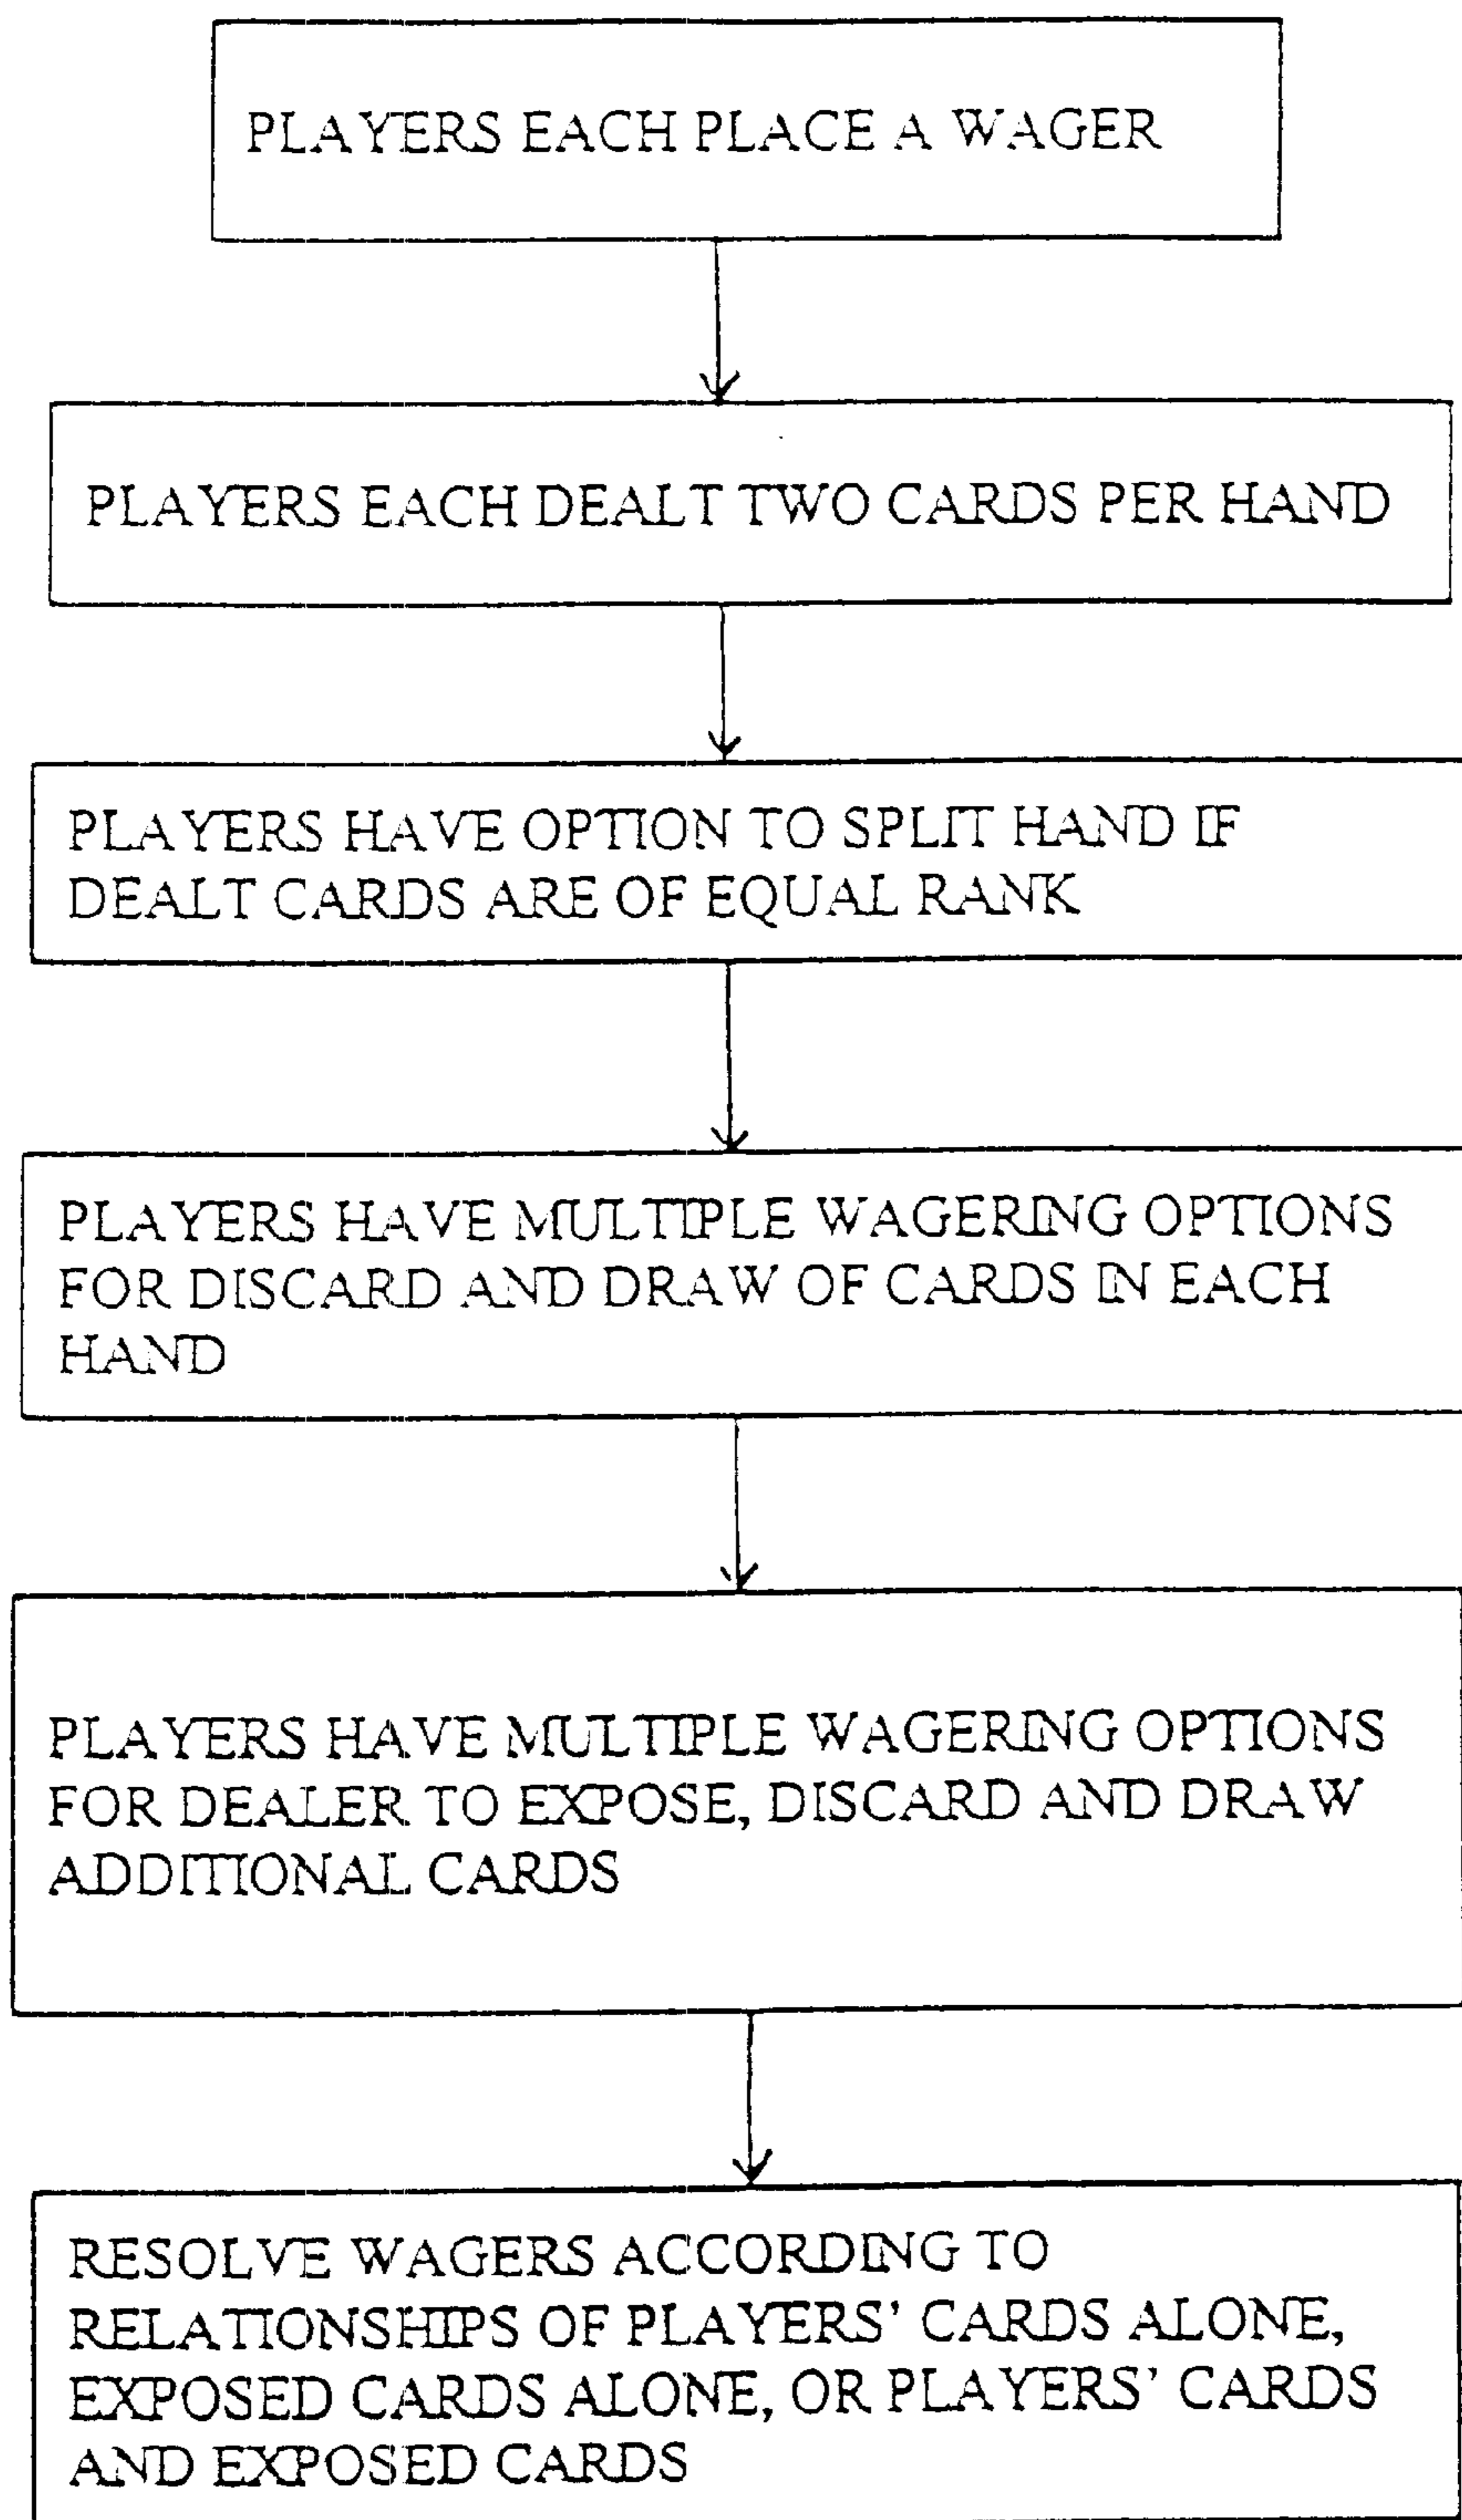 PLAYERS EACH PLACE A WAGER
PLAYERS EACH DEALT TWO CARDS PER HAND
PLAYERS HAVE OPTION TO SPLIT HAND IF
DEALT CARDS ARE OF EQUAL RANK
PLAYERS HAVE MULTIPLE WAGERING OPTIONS
FOR DISCARD AND DRAW OF CARDS IN EACH
HAND
PLAYERS HAVE MULTIPLE WAGERING OPTIONS
FOR DEALER TO EXPOSE, DISCARD AND DRAW
ADDITIONAL CARDS
RESOLVE WAGERS ACCORDING TO
RELATIONSHIPS OF PLAYERS' CARDS ALONE,
EXPOSED CARDS ALONE, OR PLAYERS' CARDS
AND EXPOSED CARDS